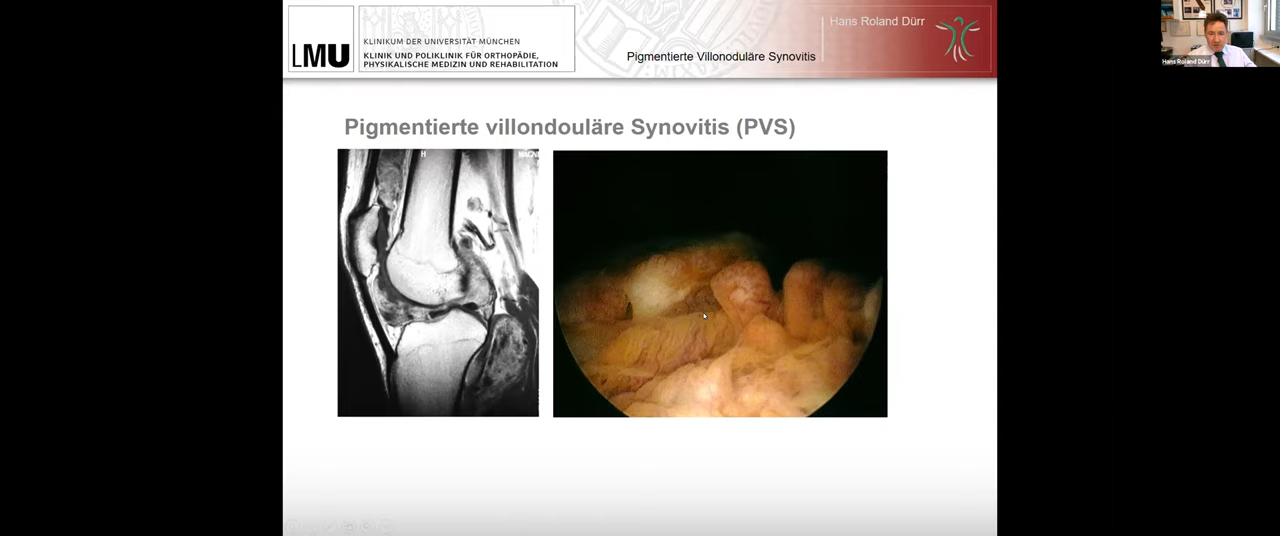 LMU
KLINIKUM DER UNIVERSITÄT MÜNCHEN
KLINIK UND POLIKLINIK FÜR ORTHOPÄDIE,
PHYSIKALISCHE MEDIZIN UND REHABILITATION
Hans Roland Dürr
Pigmentierte Villonoduläre Synovitis
Hans Roland Dürr
Pigmentierte villondouläre Synovitis (PVS)
H